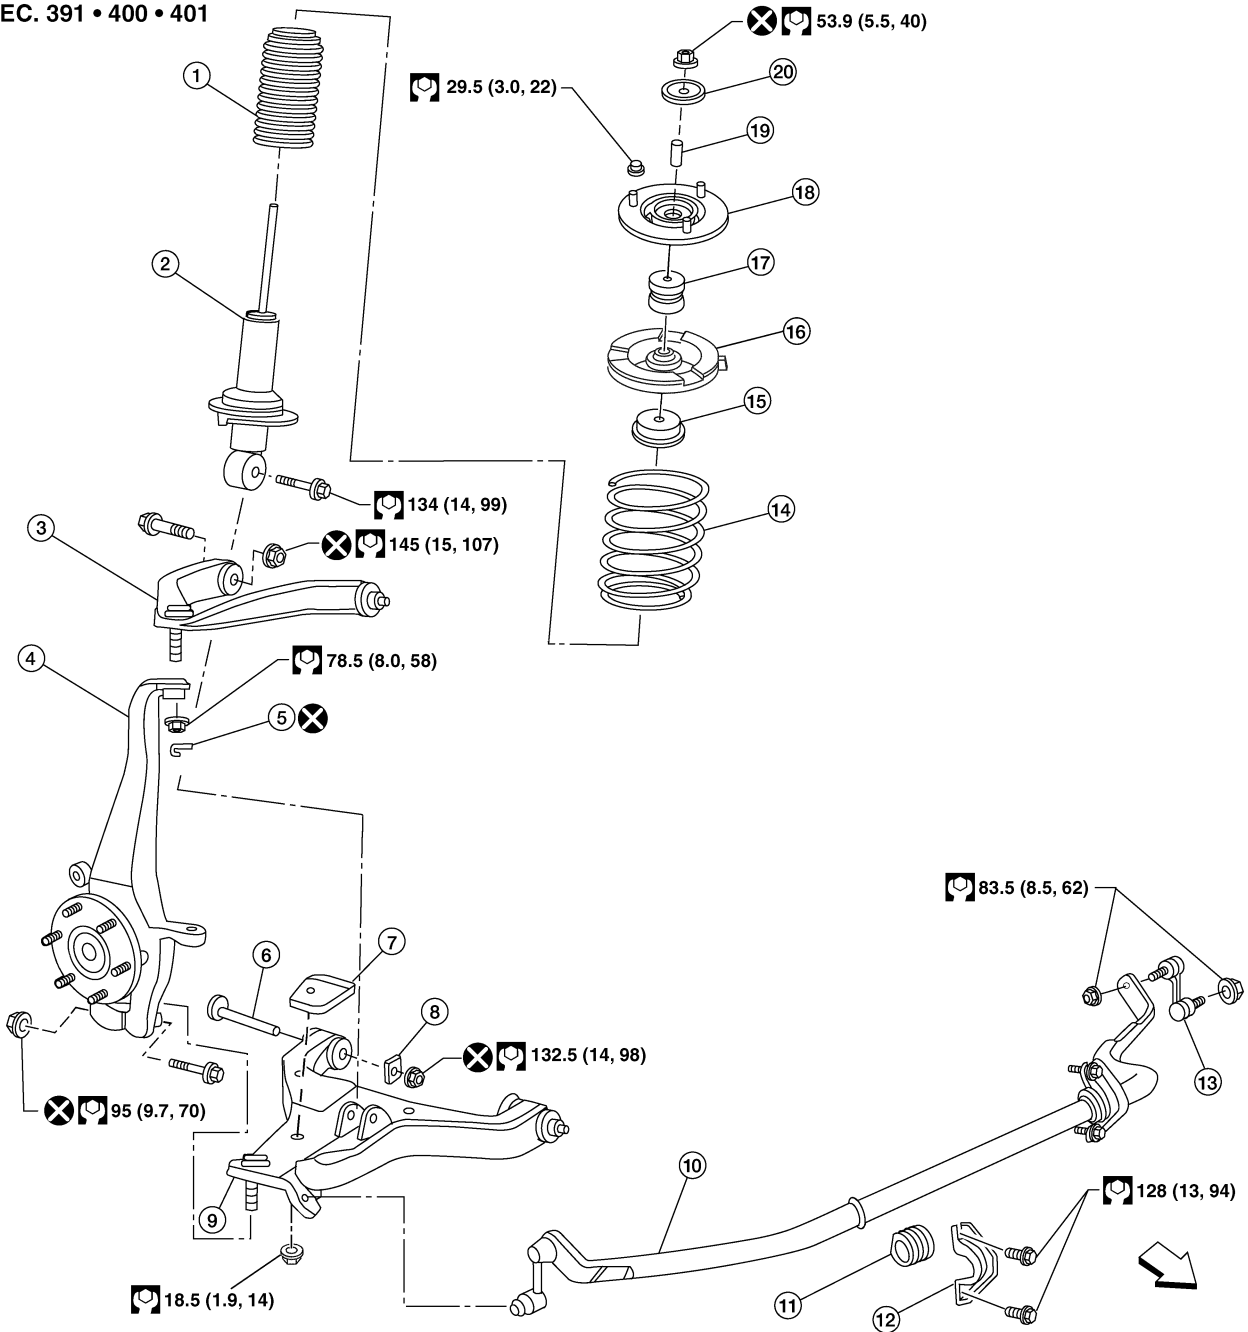 EC. 391 • 400 • 401
53.9 (5.5, 40)
1
20
29.5 (3.0, 22)
19
18
2
17
16
15
134 (14, 99)
14
3
145 (15, 107)
4
78.5 (8.0, 58)
5
83.5 (8.5, 62)
7
6
8
132.5 (14, 98)
13
95 (9.7, 70)
10
128 (13, 94)
9
11
12
18.5 (1.9, 14)